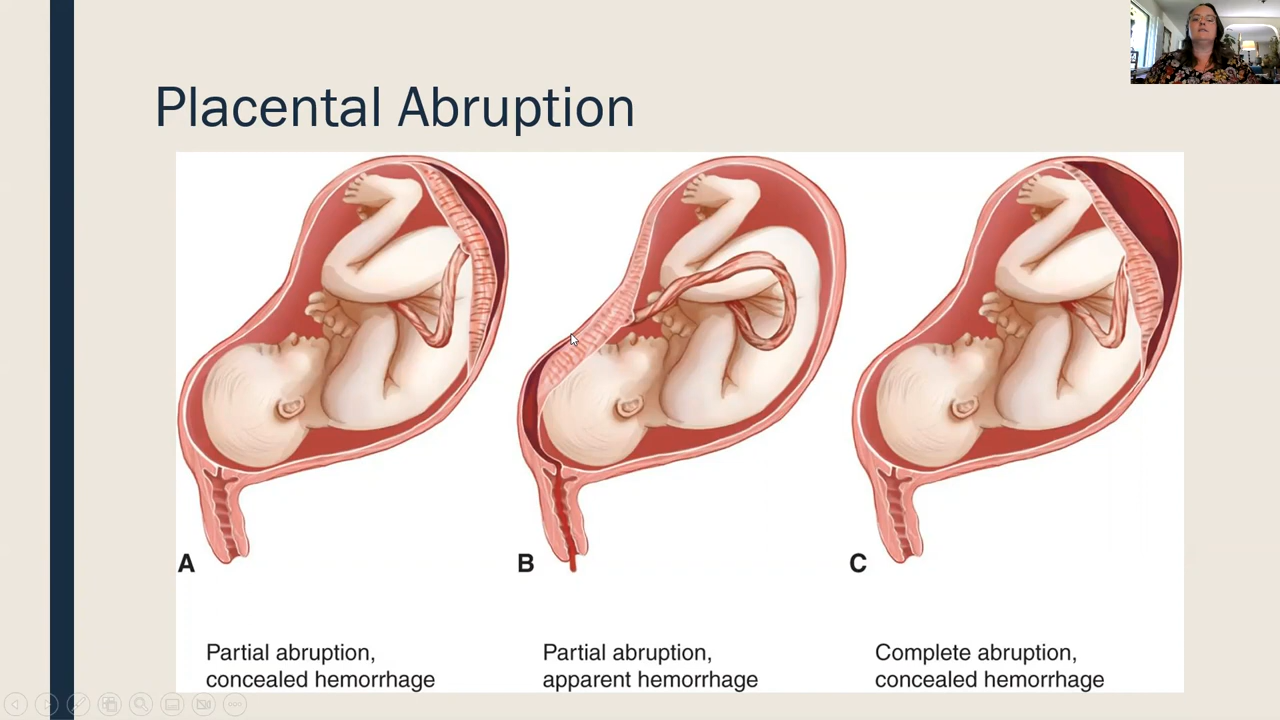 Placental Abruption
A
B
C
Partial abruption,
concealed hemorrhage
Partial abruption,
apparent hemorrhage
Complete abruption,
concealed hemorrhage